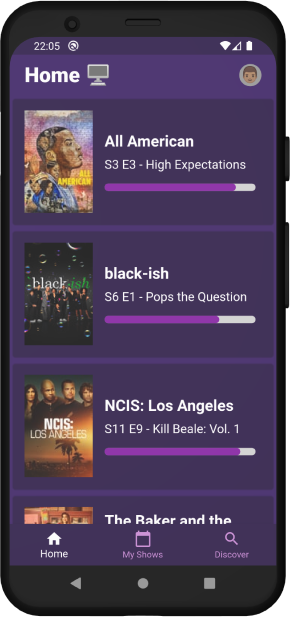 22:05
Home
All American
S3 E3 - High Expectations
ALL
AMERICAN
black-ish
S6 E1 - Pops the Question
black-ish
NCIS: Los Angeles
S11 E9 - Kill Beale: Vol. 1
NCIS:
LOS ANGELES
The Baker and the
Home
My Shows
Discover